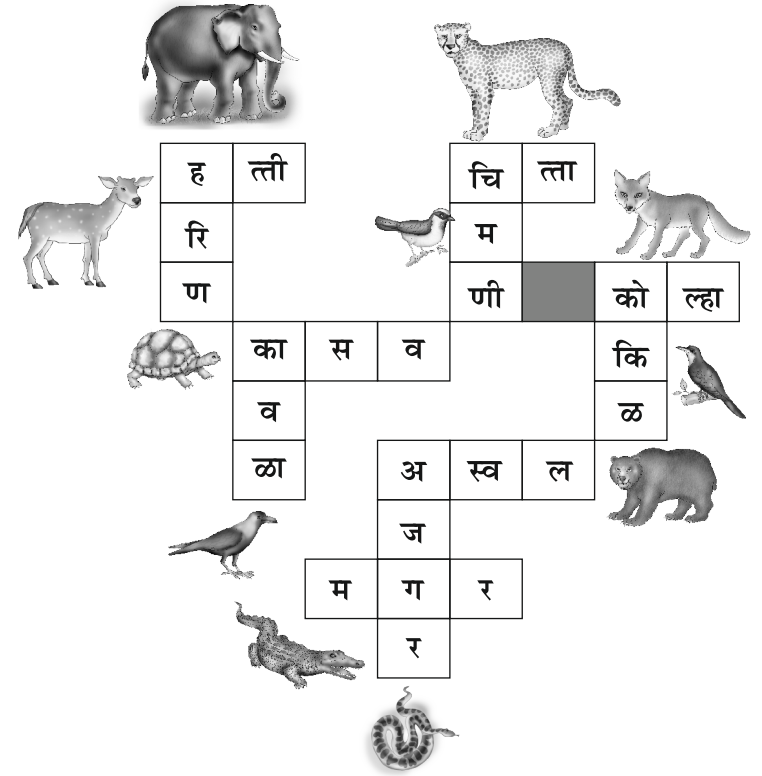 ह त्ती चि त्ता
रि म
ण णी को ल्हा
का स व कि
व ळ
ळा अ स्व ल
ज
म ग र
र